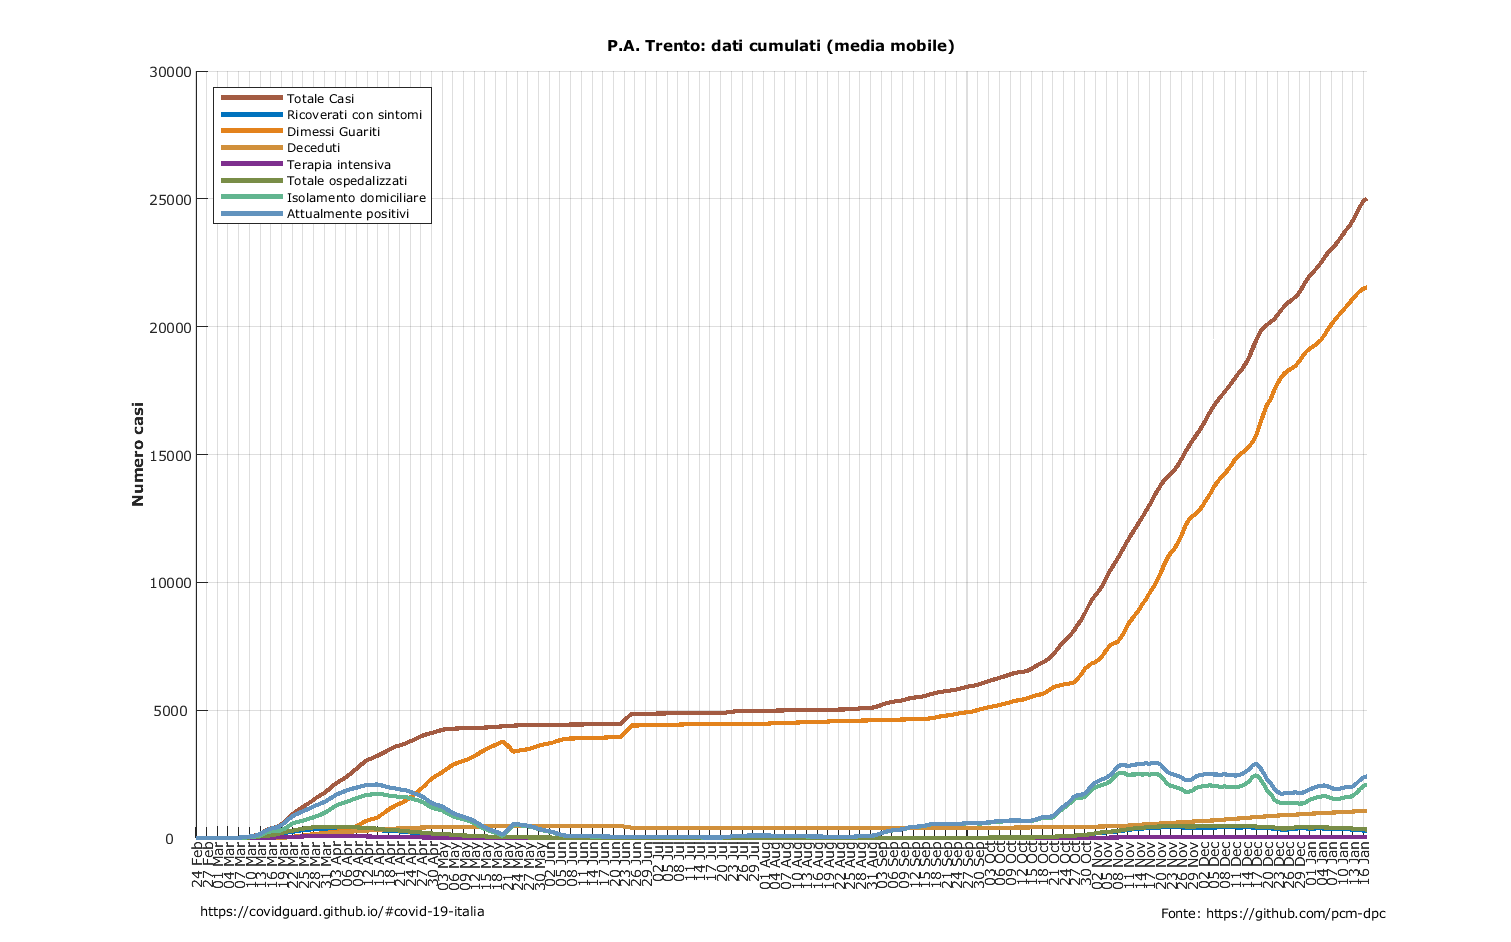 P.A. Trento: dati cumulati (media mobile)
30000
25000
20000
15000
10000
5000
0
Numero casi
Totale Casi
Ricoverati con sintomi
Dimessi Guariti
Deceduti
Terapia intensiva
Totale ospedalizzati
Isolamento domiciliare
Attualmente positivi
24 Feb
27 Feb
01 Mar
04 Mar
07 Mar
10 Mar
13 Mar
16 Mar
19 Mar
22 Mar
25 Mar
28 Mar
31 Mar
03 Apr
06 Apr
09 Apr
12 Apr
15 Apr
18 Apr
21 Apr
24 Apr
27 Apr
30 Apr
03 May
06 May
09 May
12 May
15 May
18 May
21 May
24 May
27 May
30 May
02 Jun
05 Jun
08 Jun
11 Jun
14 Jun
17 Jun
20 Jun
23 Jun
26 Jun
29 Jun
02 Jul
05 Jul
08 Jul
11 Jul
14 Jul
17 Jul
20 Jul
23 Jul
26 Jul
29 Jul
01 Aug
04 Aug
07 Aug
10 Aug
13 Aug
16 Aug
19 Aug
22 Aug
25 Aug
28 Aug
31 Aug
03 Sep
06 Sep
09 Sep
12 Sep
15 Sep
18 Sep
21 Sep
24 Sep
27 Sep
30 Sep
03 Oct
06 Oct
09 Oct
12 Oct
15 Oct
18 Oct
21 Oct
24 Oct
27 Oct
30 Oct
02 Nov
05 Nov
08 Nov
11 Nov
14 Nov
17 Nov
20 Nov
23 Nov
26 Nov
29 Nov
02 Dec
05 Dec
08 Dec
11 Dec
14 Dec
17 Dec
20 Dec
23 Dec
26 Dec
29 Dec
01 Jan
04 Jan
07 Jan
10 Jan
13 Jan
16 Jan
https://covidguard.github.io/#covid-19-italia
Fonte: https://github.com/pcm-dpc